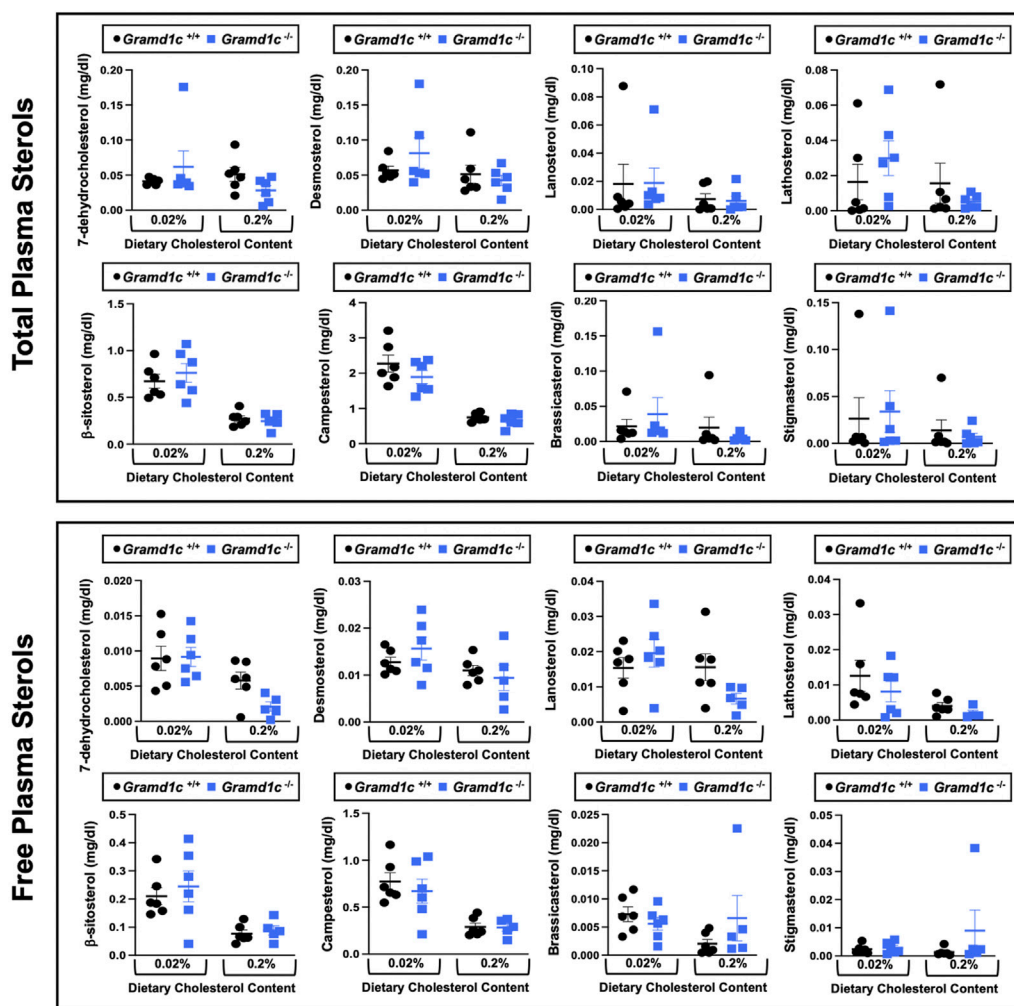 Total Plasma Sterols
● Gramd1c +/+ ■ Gramd1c -/-
7-dehydrocholesterol (mg/dl)
0.20
0.15
0.10
0.05
0.00
0.02% 0.2%
Dietary Cholesterol Content
● Gramd1c +/+ ■ Gramd1c -/-
Desmosterol (mg/dl)
0.20
0.15
0.10
0.05
0.00
0.02% 0.2%
Dietary Cholesterol Content
● Gramd1c +/+ ■ Gramd1c -/-
Lanosterol (mg/dl)
0.10
0.08
0.06
0.04
0.02
0.00
0.02% 0.2%
Dietary Cholesterol Content
● Gramd1c +/+ ■ Gramd1c -/-
Lathosterol (mg/dl)
0.08
0.06
0.04
0.02
0.00
0.02% 0.2%
Dietary Cholesterol Content
● Gramd1c +/+ ■ Gramd1c -/-
β-sitosterol (mg/dl)
1.5
1.0
0.5
0.0
0.02% 0.2%
Dietary Cholesterol Content
● Gramd1c +/+ ■ Gramd1c -/-
Campesterol (mg/dl)
4
3
2
1
0
0.02% 0.2%
Dietary Cholesterol Content
● Gramd1c +/+ ■ Gramd1c -/-
Brassicasterol (mg/dl)
0.20
0.15
0.10
0.05
0.00
0.02% 0.2%
Dietary Cholesterol Content
● Gramd1c +/+ ■ Gramd1c -/-
Stigmasterol (mg/dl)
0.15
0.10
0.05
0.00
0.02% 0.2%
Dietary Cholesterol Content
Free Plasma Sterols
● Gramd1c +/+ ■ Gramd1c -/-
7-dehydrocholesterol (mg/dl)
0.020
0.015
0.010
0.005
0.000
0.02% 0.2%
Dietary Cholesterol Content
● Gramd1c +/+ ■ Gramd1c -/-
Desmosterol (mg/dl)
0.03
0.02
0.01
0.00
0.02% 0.2%
Dietary Cholesterol Content
● Gramd1c +/+ ■ Gramd1c -/-
Lanosterol (mg/dl)
0.04
0.03
0.02
0.01
0.00
0.02% 0.2%
Dietary Cholesterol Content
● Gramd1c +/+ ■ Gramd1c -/-
Lathosterol (mg/dl)
0.04
0.03
0.02
0.01
0.00
0.02% 0.2%
Dietary Cholesterol Content
● Gramd1c +/+ ■ Gramd1c -/-
β-sitosterol (mg/dl)
0.5
0.4
0.3
0.2
0.1
0.0
0.02% 0.2%
Dietary Cholesterol Content
● Gramd1c +/+ ■ Gramd1c -/-
Campesterol (mg/dl)
1.5
1.0
0.5
0.0
0.02% 0.2%
Dietary Cholesterol Content
● Gramd1c +/+ ■ Gramd1c -/-
Brassicasterol (mg/dl)
0.025
0.020
0.015
0.010
0.005
0.000
0.02% 0.2%
Dietary Cholesterol Content
● Gramd1c +/+ ■ Gramd1c -/-
Stigmasterol (mg/dl)
0.05
0.04
0.03
0.02
0.01
0.00
0.02% 0.2%
Dietary Cholesterol Content